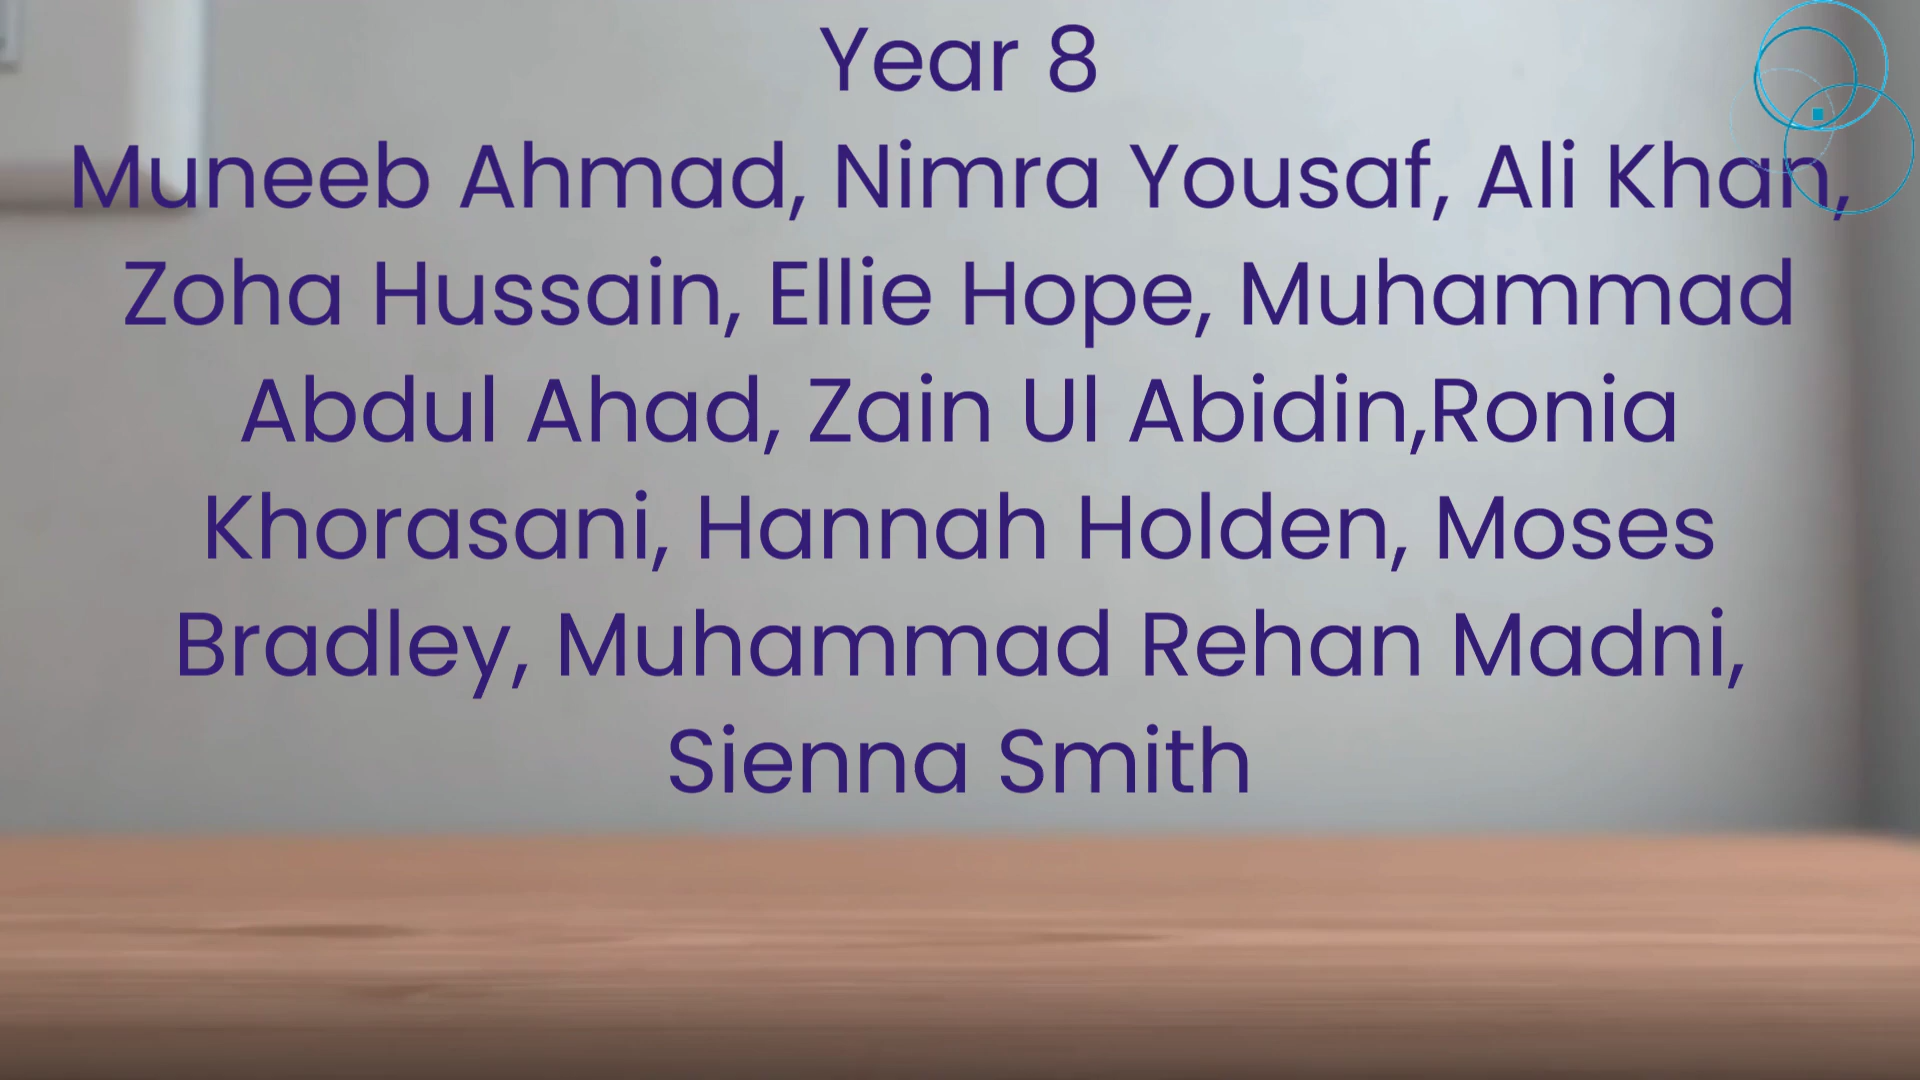 Year 8
Muneeb Ahmad, Nimra Yousaf, Ali Khan,
Zoha Hussain, Ellie Hope, Muhammad
Abdul Ahad, Zain Ul Abidin,Ronia
Khorasani, Hannah Holden, Moses
Bradley, Muhammad Rehan Madni,
Sienna Smith